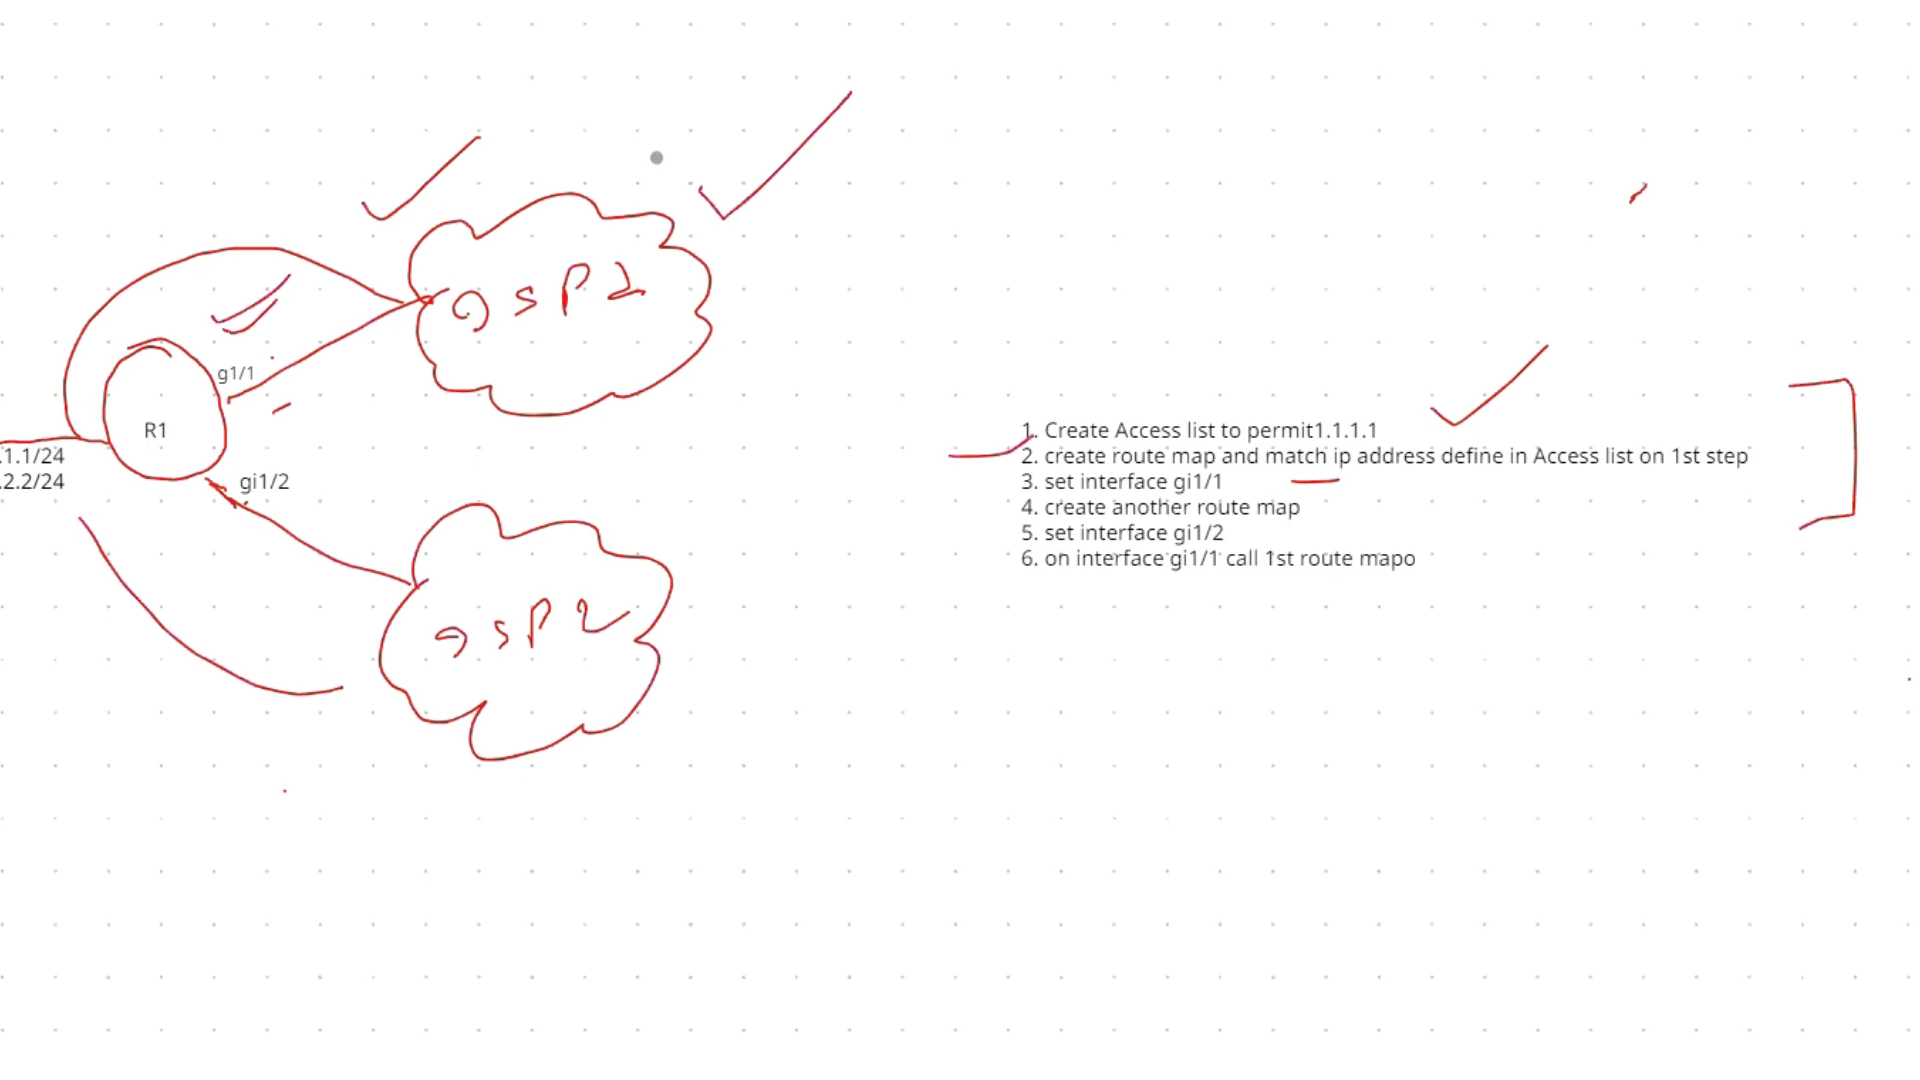 ISP1
g1/1
R1
.1.1/24
.2.2/24
gi1/2
ISP2
1. Create Access list to permit1.1.1.1
2. create route map and match ip address define in Access list on 1st step
3. set interface gi1/1
4. create another route map
5. set interface gi1/2
6. on interface gi1/1 call 1st route mapo